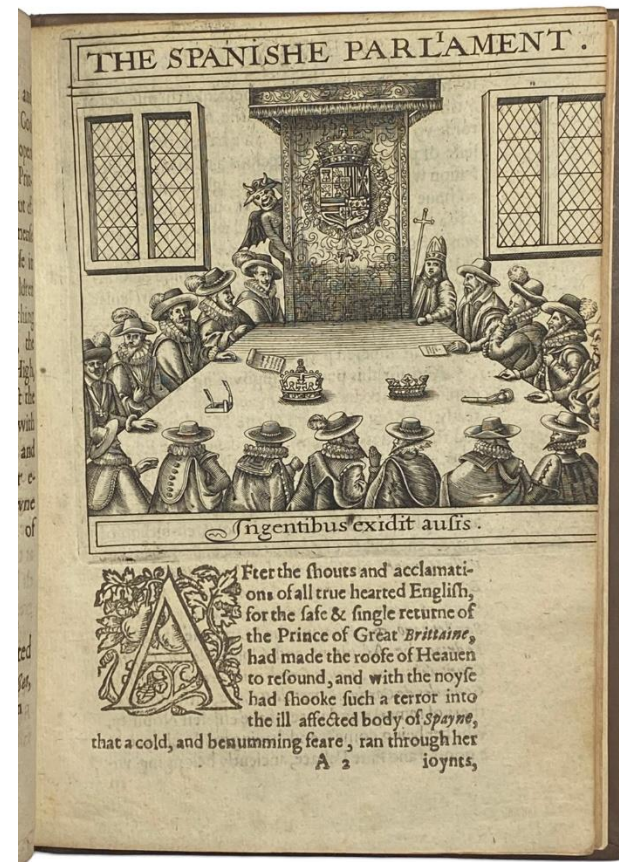 THE SPANISHE PARLIAMENT.
Ingentibus exidit ausis.
AFter the ſhouts and acclamati-
ons of all true hearted Engliſh,
for the ſafe & ſingle returne of
the Prince of Great Brittaine,
had made the roofe of Heauen
to reſound, and with the noyſe
had ſhooke ſuch a terror into
the ill affected body of Spayne,
that a cold, and benumming feare, ran through her
A 2 ioynts,